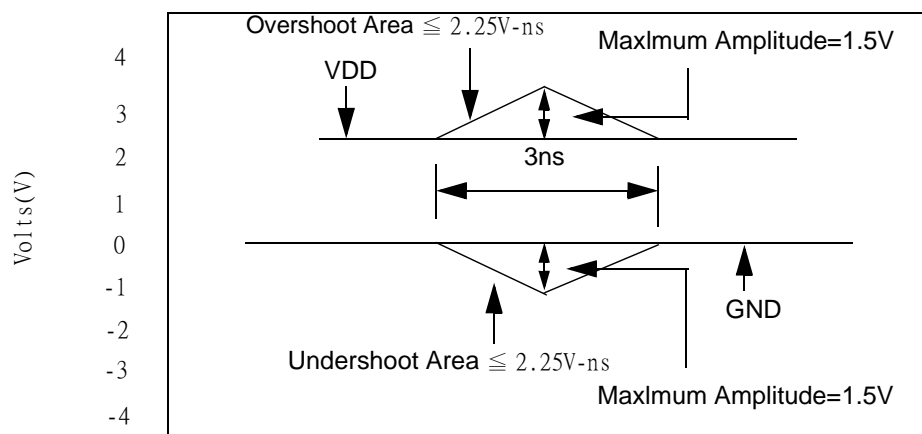 Overshoot Area ≦ 2.25V-ns
MaxImum Amplitude=1.5V
VDD
3ns
GND
Undershoot Area ≦ 2.25V-ns
MaxImum Amplitude=1.5V
Volts(V)
4
3
2
1
0
-1
-2
-3
-4